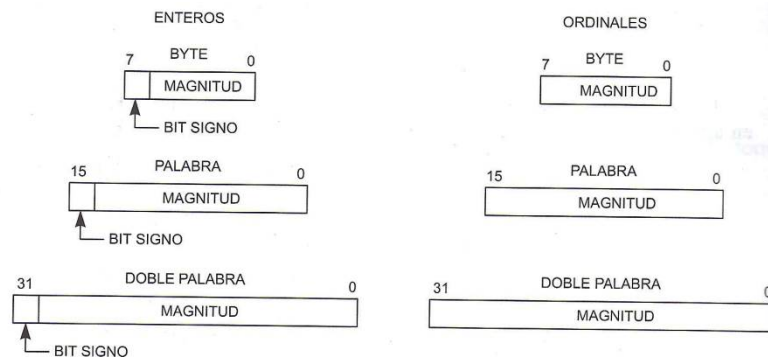 ENTEROS
BYTE
7 0
MAGNITUD
BIT SIGNO
PALABRA
15 0
MAGNITUD
BIT SIGNO
DOBLE PALABRA
31 0
MAGNITUD
BIT SIGNO
ORDINALES
BYTE
7 0
MAGNITUD
PALABRA
15 0
MAGNITUD
DOBLE PALABRA
31 0
MAGNITUD